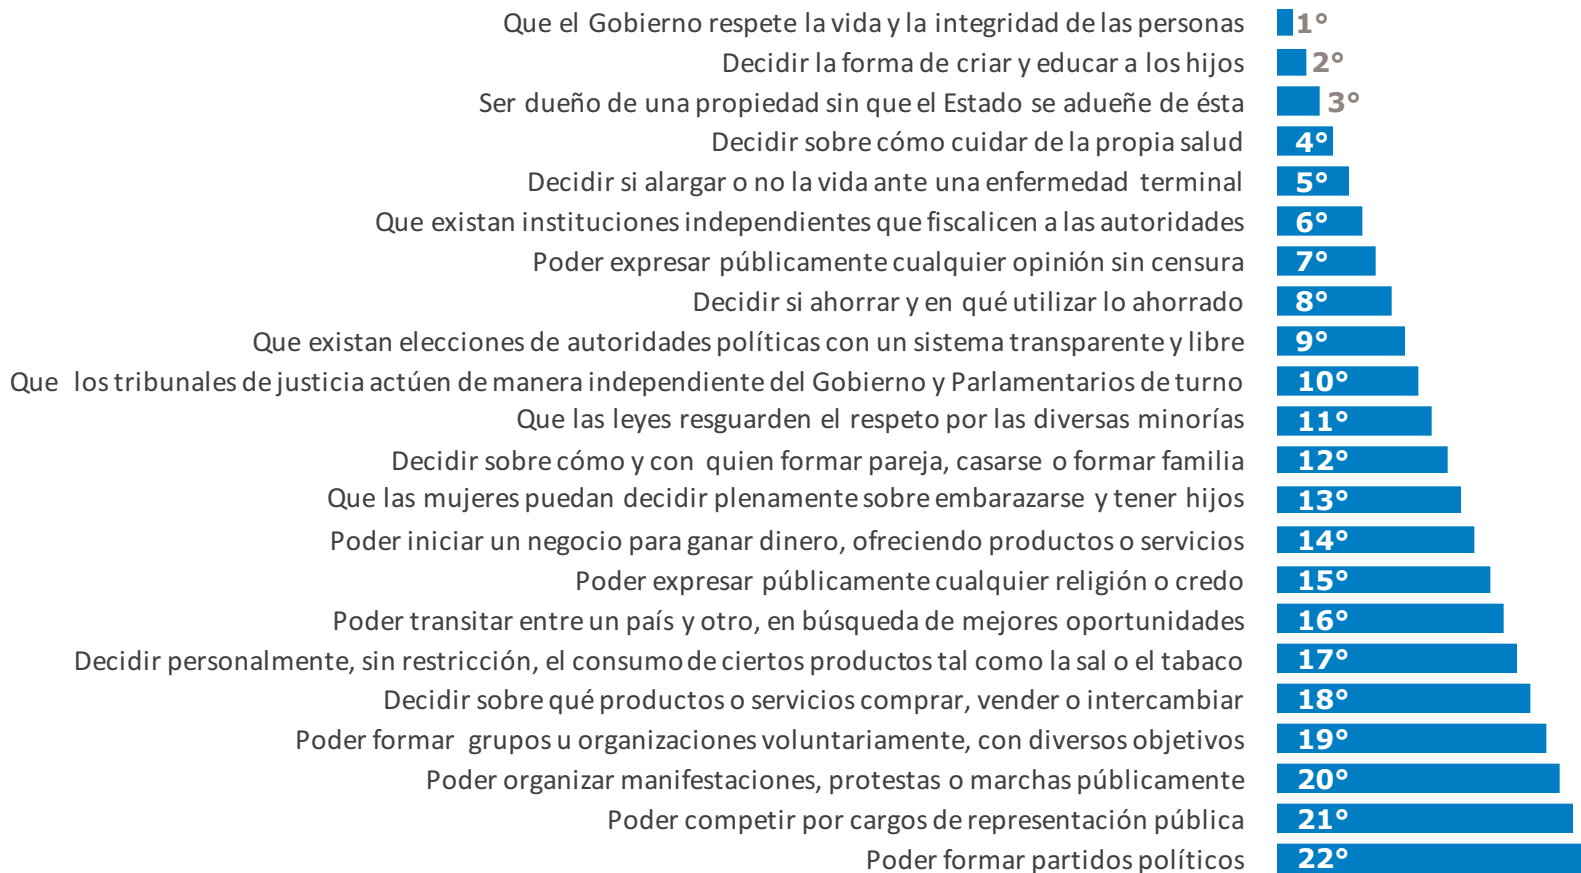 Que el Gobierno respete la vida y la integridad de las personas 1°
Decidir la forma de criar y educar a los hijos 2°
Ser dueño de una propiedad sin que el Estado se adueñe de ésta 3°
Decidir sobre cómo cuidar de la propia salud 4°
Decidir si alargar o no la vida ante una enfermedad terminal 5°
Que existan instituciones independientes que fiscalicen a las autoridades 6°
Poder expresar públicamente cualquier opinión sin censura 7°
Decidir si ahorrar y en qué utilizar lo ahorrado 8°
Que existan elecciones de autoridades políticas con un sistema transparente y libre 9°
Que los tribunales de justicia actúen de manera independiente del Gobierno y Parlamentarios de turno 10°
Que las leyes resguarden el respeto por las diversas minorías 11°
Decidir sobre cómo y con quien formar pareja, casarse o formar familia 12°
Que las mujeres puedan decidir plenamente sobre embarazarse y tener hijos 13°
Poder iniciar un negocio para ganar dinero, ofreciendo productos o servicios 14°
Poder expresar públicamente cualquier religión o credo 15°
Poder transitar entre un país y otro, en búsqueda de mejores oportunidades 16°
Decidir personalmente, sin restricción, el consumo de ciertos productos tal como la sal o el tabaco 17°
Decidir sobre qué productos o servicios comprar, vender o intercambiar 18°
Poder formar grupos u organizaciones voluntariamente, con diversos objetivos 19°
Poder organizar manifestaciones, protestas o marchas públicamente 20°
Poder competir por cargos de representación pública 21°
Poder formar partidos políticos 22°